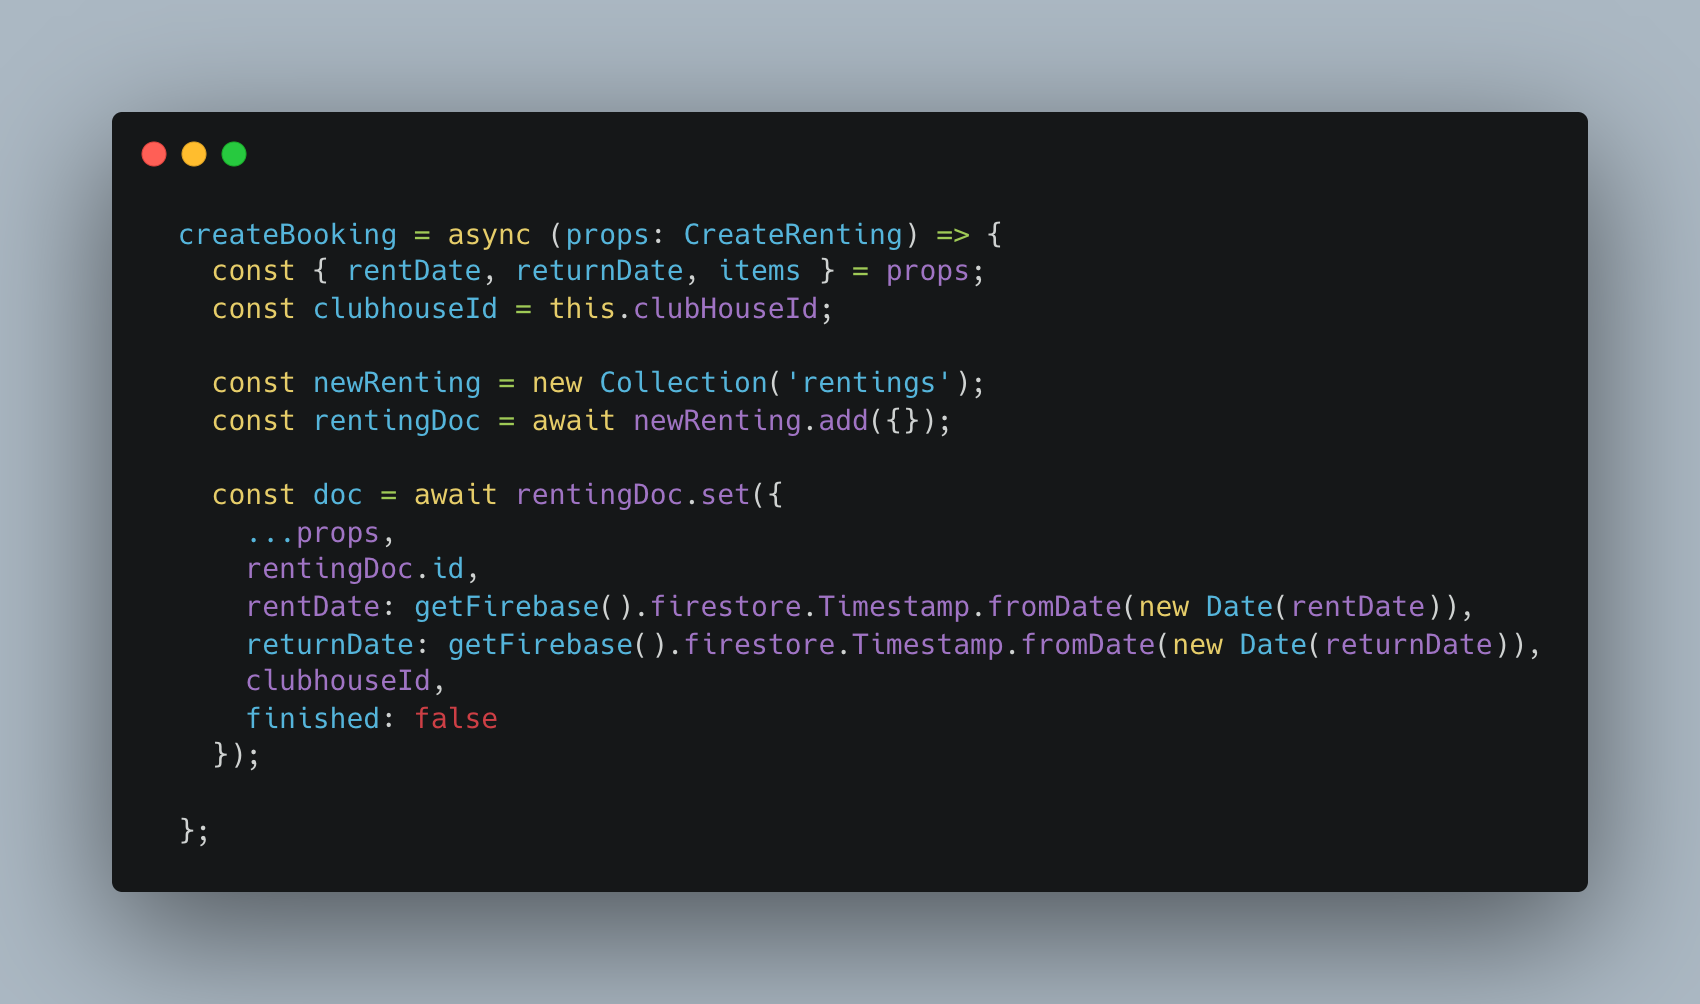 createBooking = async (props: CreateRenting) => {
  const { rentDate, returnDate, items } = props;
  const clubhouseId = this.clubHouseId;

  const newRenting = new Collection('rentings');
  const rentingDoc = await newRenting.add({});

  const doc = await rentingDoc.set({
    ...props,
    rentingDoc.id,
    rentDate: getFirebase().firestore.Timestamp.fromDate(new Date(rentDate)),
    returnDate: getFirebase().firestore.Timestamp.fromDate(new Date(returnDate)),
    clubhouseId,
    finished: false
  });

};